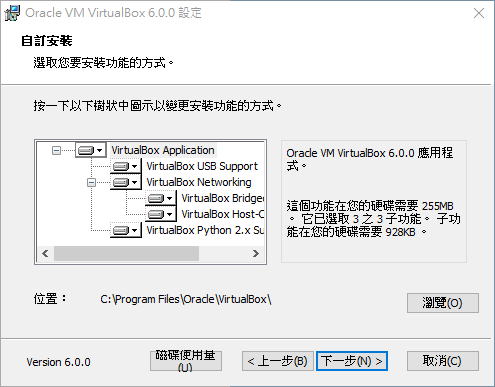 Oracle VM VirtualBox 6.0.0 設定
自訂安裝
選取您要安裝功能的方式。
按一下以下樹狀中圖示以變更安裝功能的方式。
VirtualBox Application
VirtualBox USB Support
VirtualBox Networking
VirtualBox Bridge
VirtualBox Host-O
VirtualBox Python 2.x Su
Oracle VM VirtualBox 6.0.0 應用程
式。
這個功能在您的硬碟需要 255MB
。 它已選取 3 之 3 子功能。 子功
能在您的硬碟需要 928KB 。
位置：
C:\Program Files\Oracle\VirtualBox\
瀏覽(O)
Version 6.0.0
磁碟使用量
(U)
< 上一步(B)
下一步(N) >
取消(C)